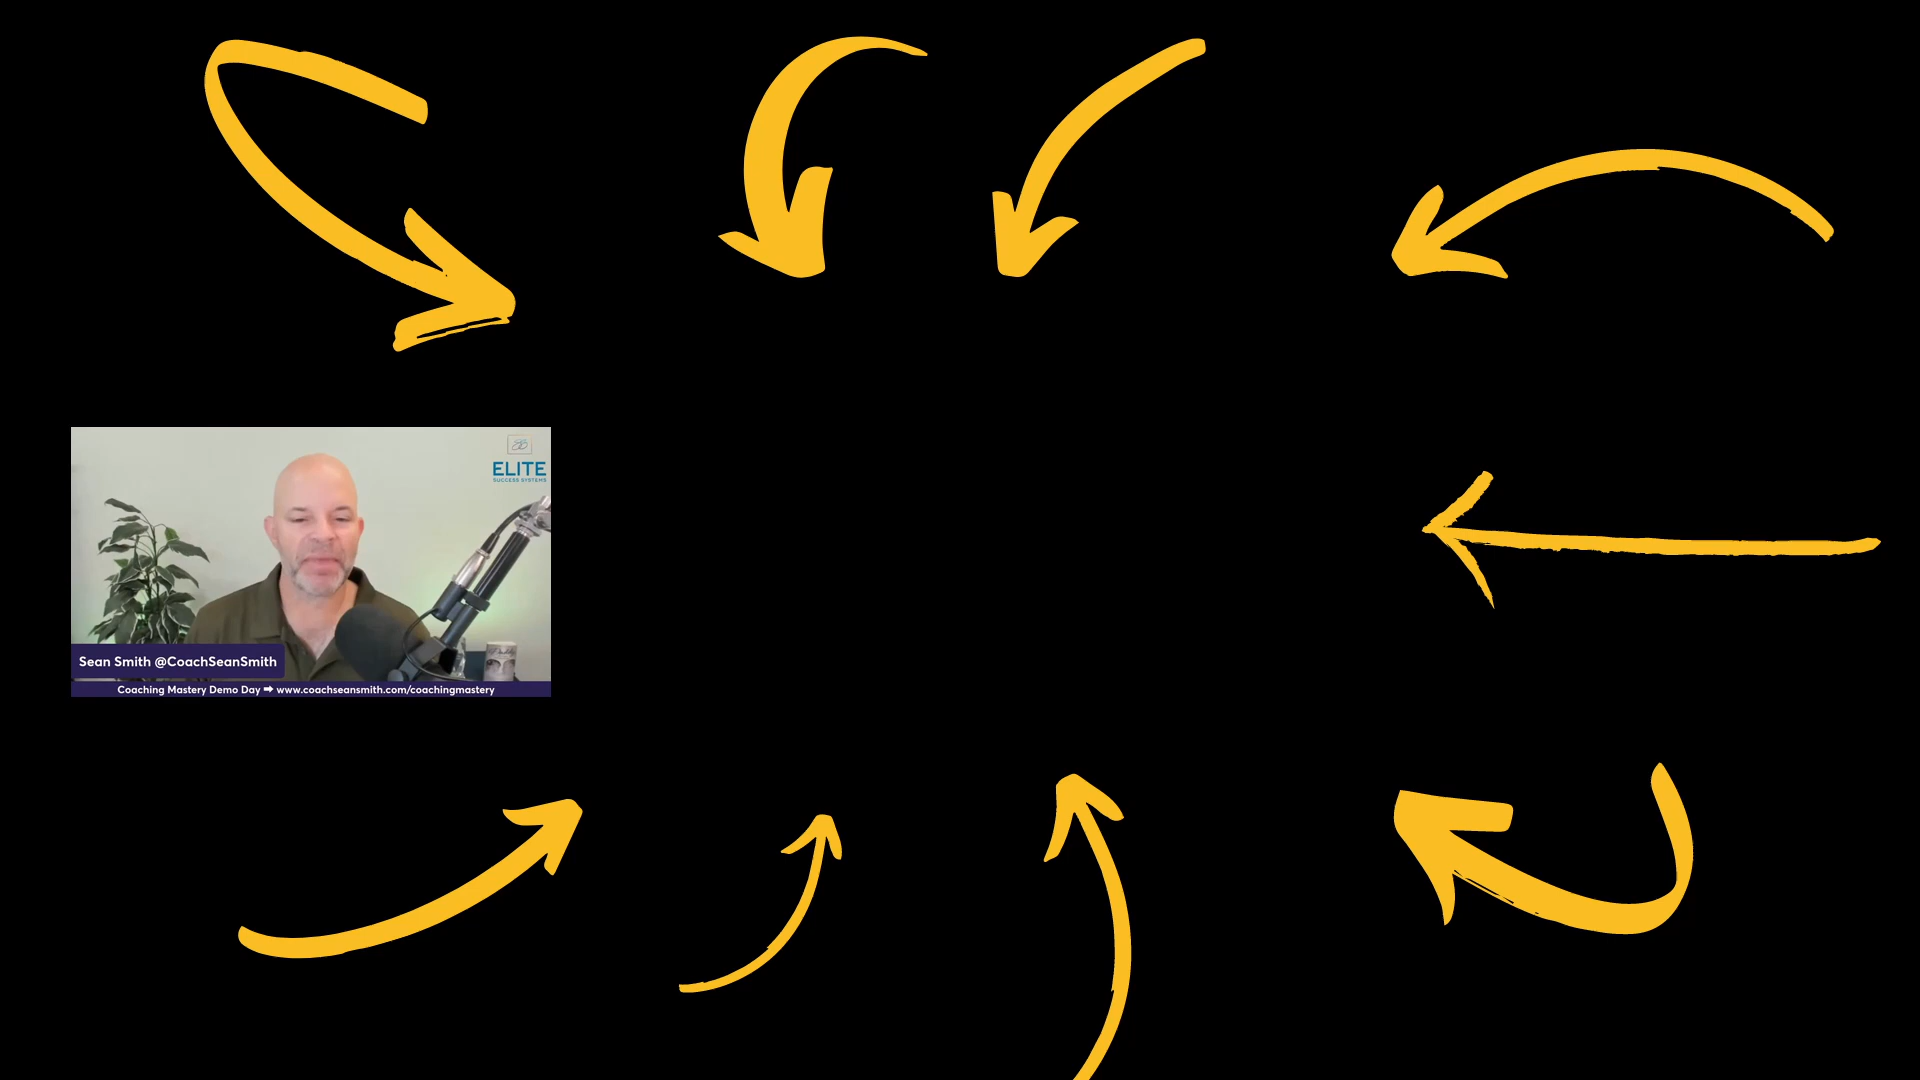 ELITE
SUCCESS SYSTEMS
Sean Smith @CoachSeanSmith
Coaching Mastery Demo Day ➡ www.coachseansmith.com/coachingmastery